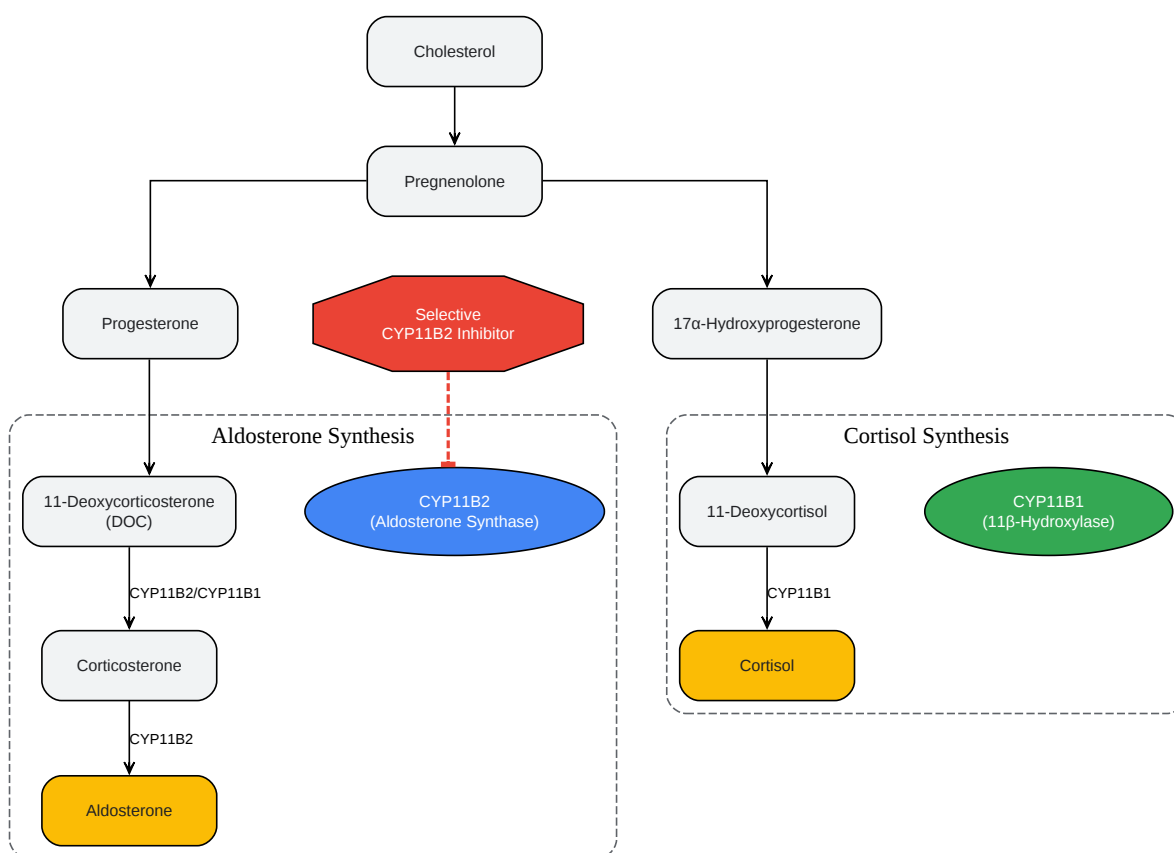 Cholesterol
Pregnenolone
Progesterone
Selective
CYP11B2 Inhibitor
17α-Hydroxyprogesterone
Aldosterone Synthesis
Cortisol Synthesis
11-Deoxycorticosterone
(DOC)
CYP11B2
(Aldosterone Synthase)
11-Deoxycortisol
CYP11B1
(11β-Hydroxylase)
CYP11B2/CYP11B1
CYP11B1
Corticosterone
Cortisol
CYP11B2
Aldosterone